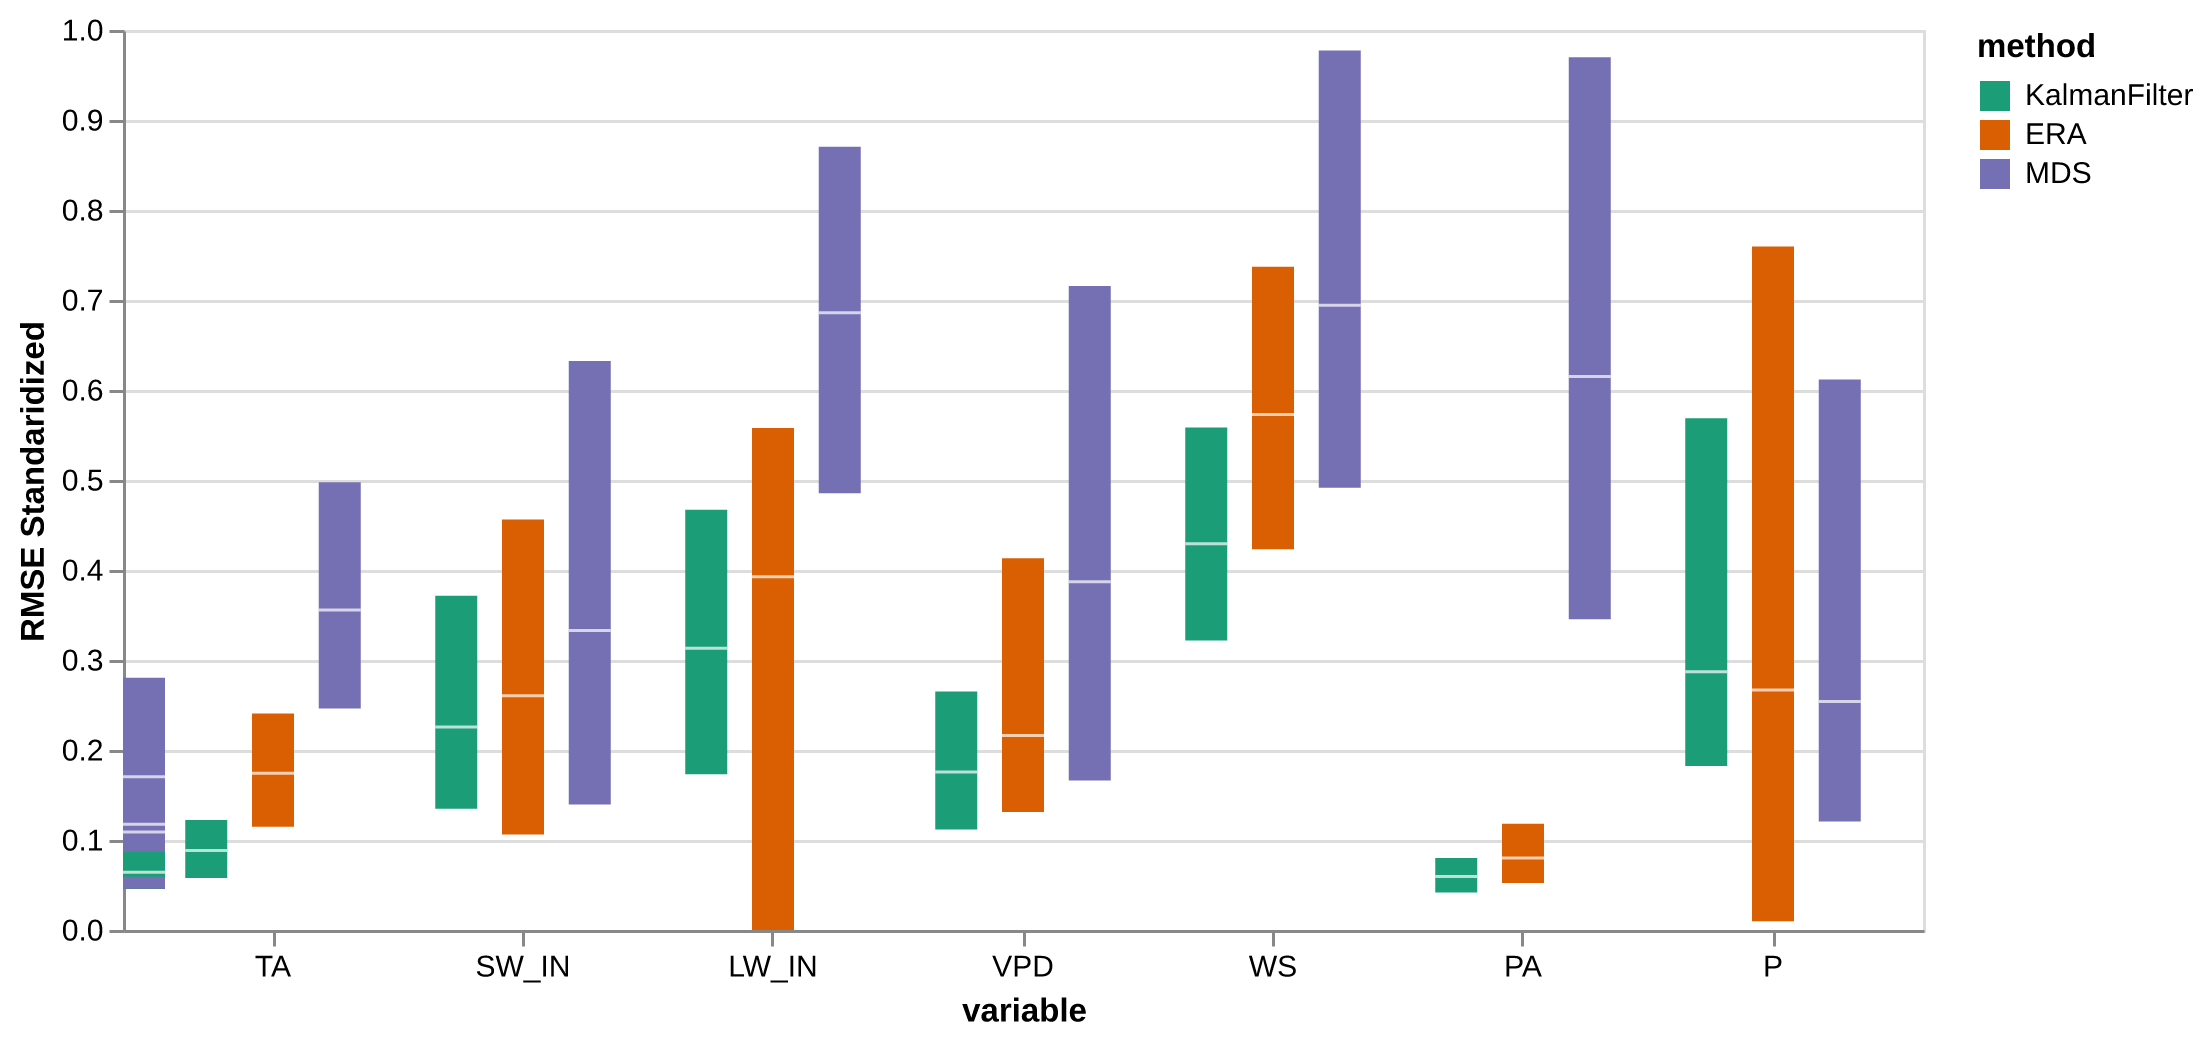 1.0
0.9
0.8
0.7
0.6
0.5
0.4
0.3
0.2
0.1
0.0
RMSE Standaridized
TA SW_IN LW_IN VPD WS PA P
variable
method
KalmanFilter
ERA
MDS